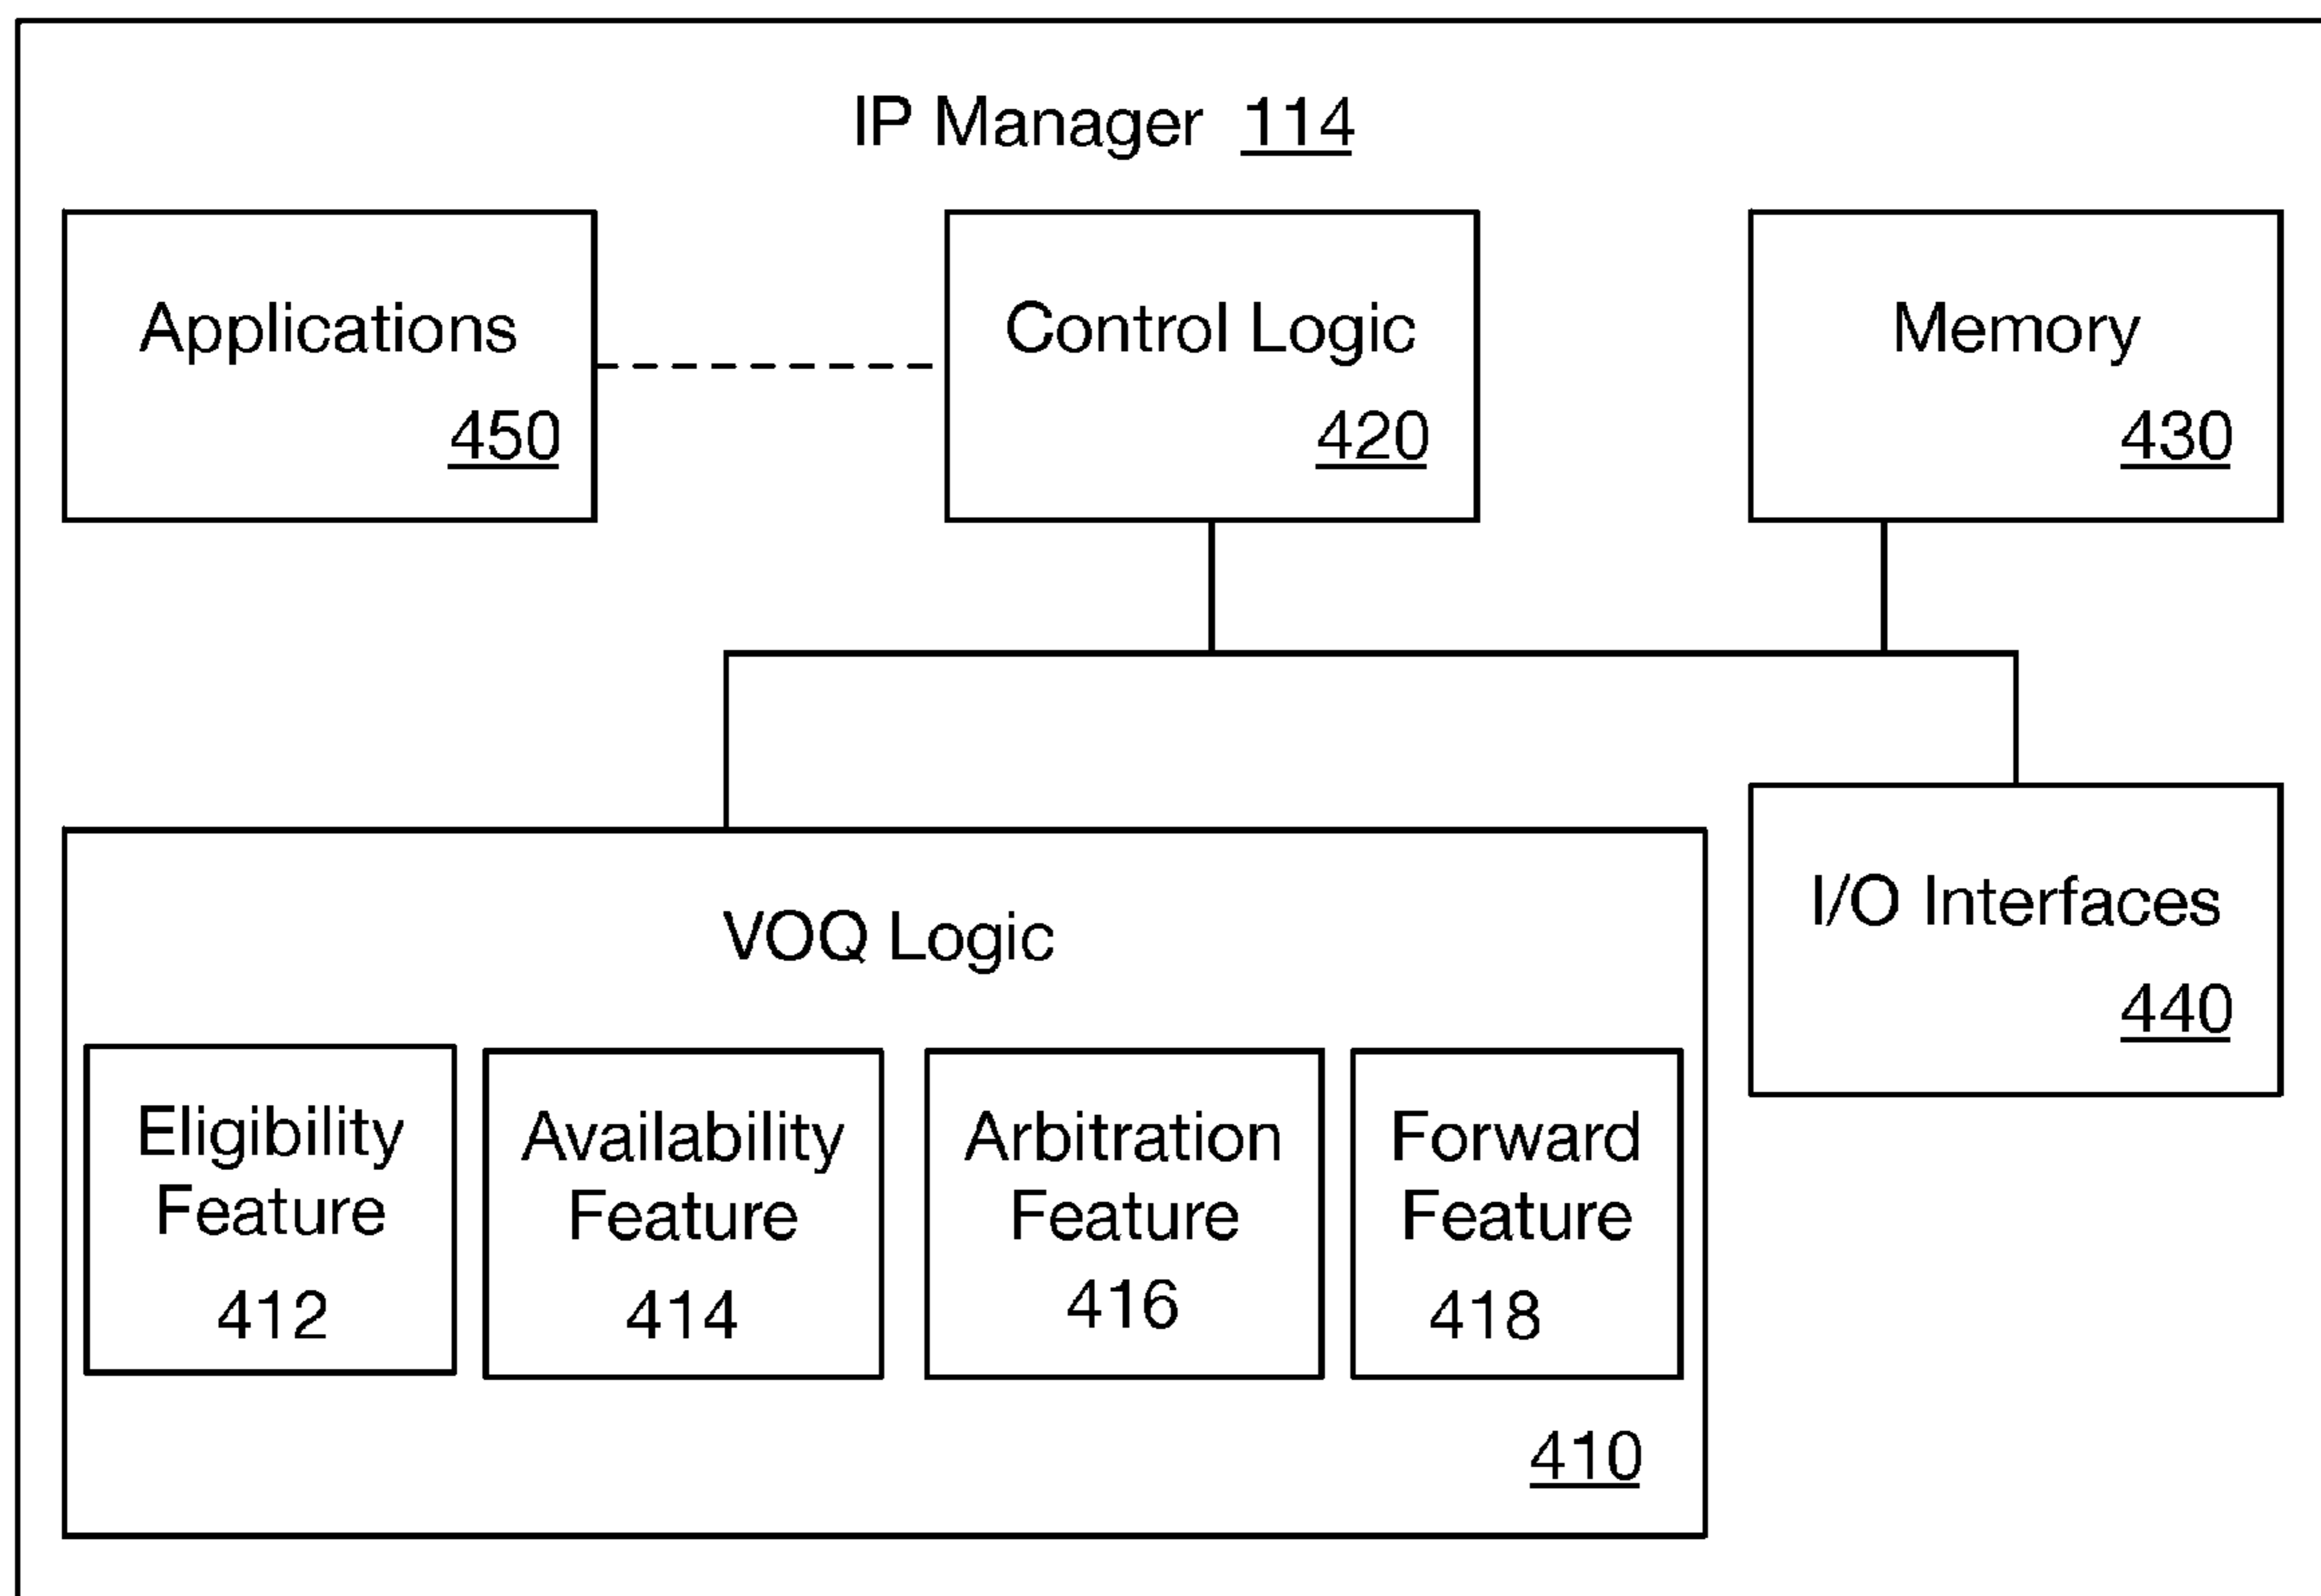 IP Manager 114
Applications
450
Control Logic
420
Memory
430
VOQ Logic
Eligibility
Feature
412
Availability
Feature
414
Arbitration
Feature
416
Forward
Feature
418
410
I/O Interfaces
440